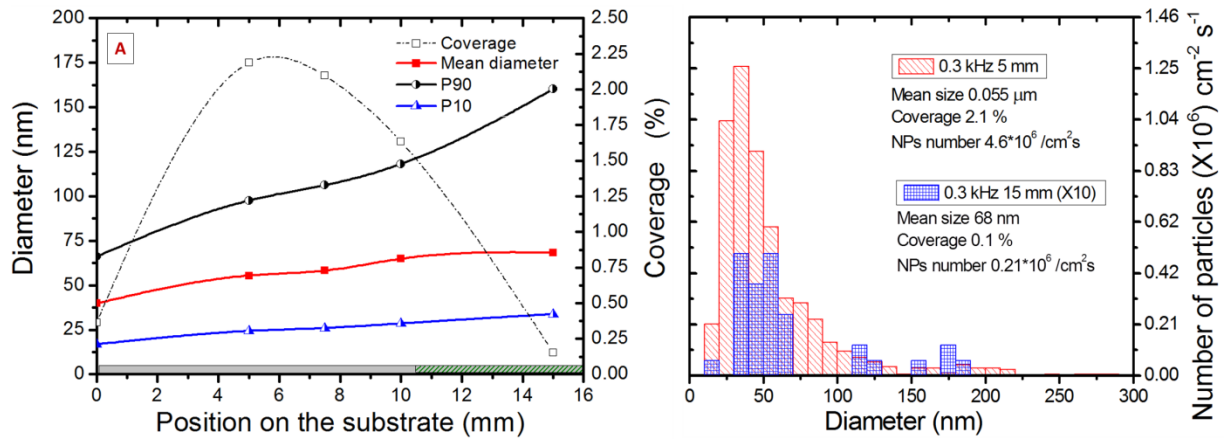 A
Coverage
Mean diameter
P90
P10
200
175
150
125
100
75
50
25
0
Diameter (nm)
0 2 4 6 8 10 12 14 16
Position on the substrate (mm)
2.50
2.25
2.00
1.75
1.50
1.25
1.00
0.75
0.50
0.25
0.00
Coverage (%)
0.3 kHz 5 mm
Mean size 0.055 μm
Coverage 2.1 %
NPs number 4.6*10⁶ /cm²s
0.3 kHz 15 mm (X10)
Mean size 68 nm
Coverage 0.1 %
NPs number 0.21*10⁶ /cm²s
0 50 100 150 200 250 300
Diameter (nm)
1.46
1.25
1.04
0.83
0.62
0.42
0.21
0.00
Number of particles (X10⁶) cm⁻² s⁻¹